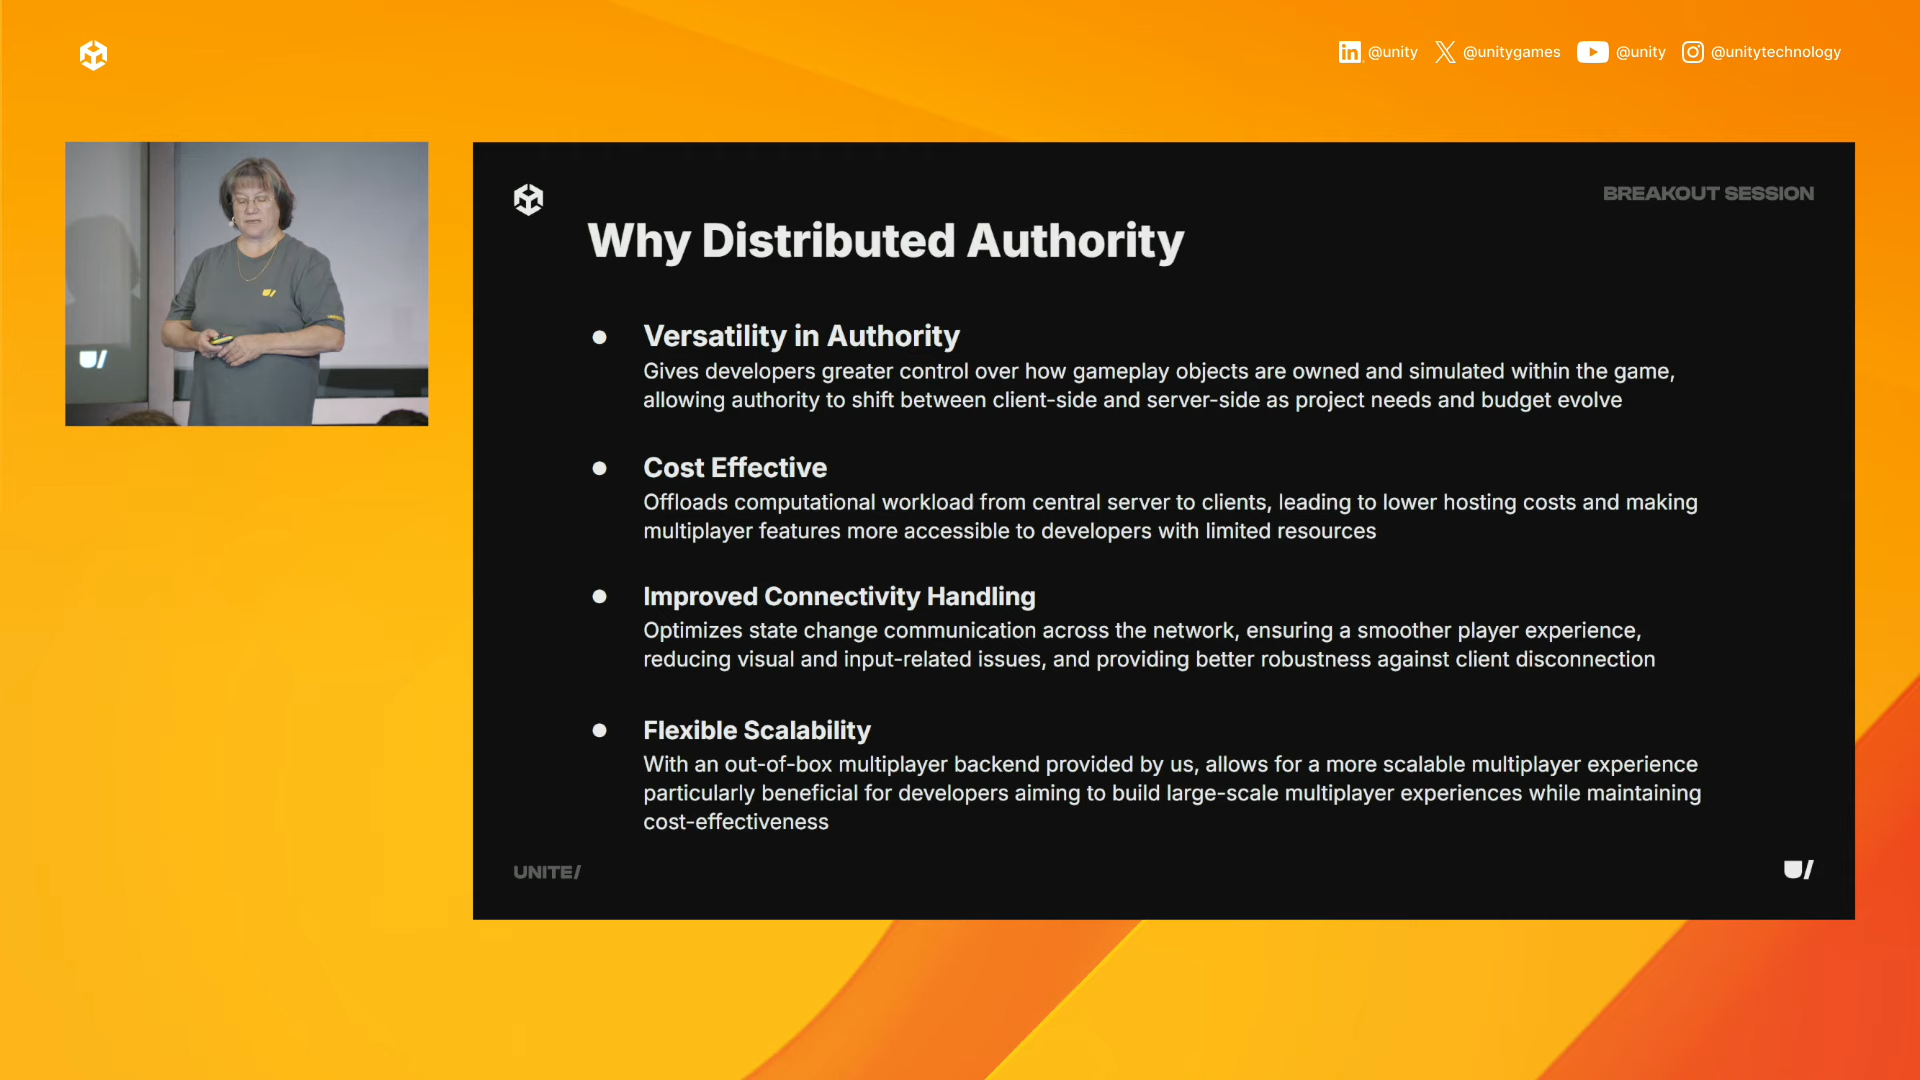 @unity @unitygames @unity @unitytechnology
BREAKOUT SESSION
Why Distributed Authority
Versatility in Authority
Gives developers greater control over how gameplay objects are owned and simulated within the game,
allowing authority to shift between client-side and server-side as project needs and budget evolve
Cost Effective
Offloads computational workload from central server to clients, leading to lower hosting costs and making
multiplayer features more accessible to developers with limited resources
Improved Connectivity Handling
Optimizes state change communication across the network, ensuring a smoother player experience,
reducing visual and input-related issues, and providing better robustness against client disconnection
Flexible Scalability
With an out-of-box multiplayer backend provided by us, allows for a more scalable multiplayer experience
particularly beneficial for developers aiming to build large-scale multiplayer experiences while maintaining
cost-effectiveness
UNITE/
U/